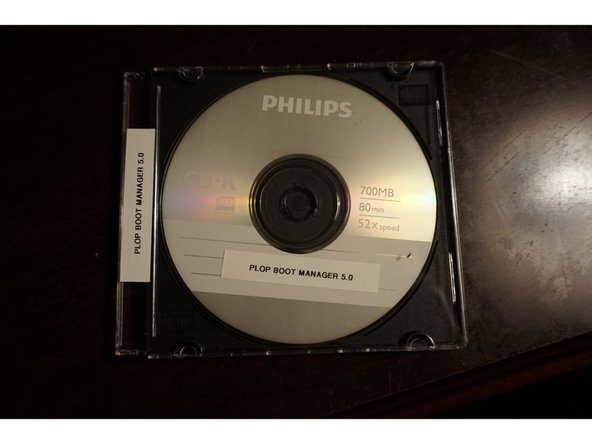 PHILIPS
CD-R
700MB
80min
52x speed
PLOP BOOT MANAGER 5.0
PLOP BOOT MANAGER 5.0